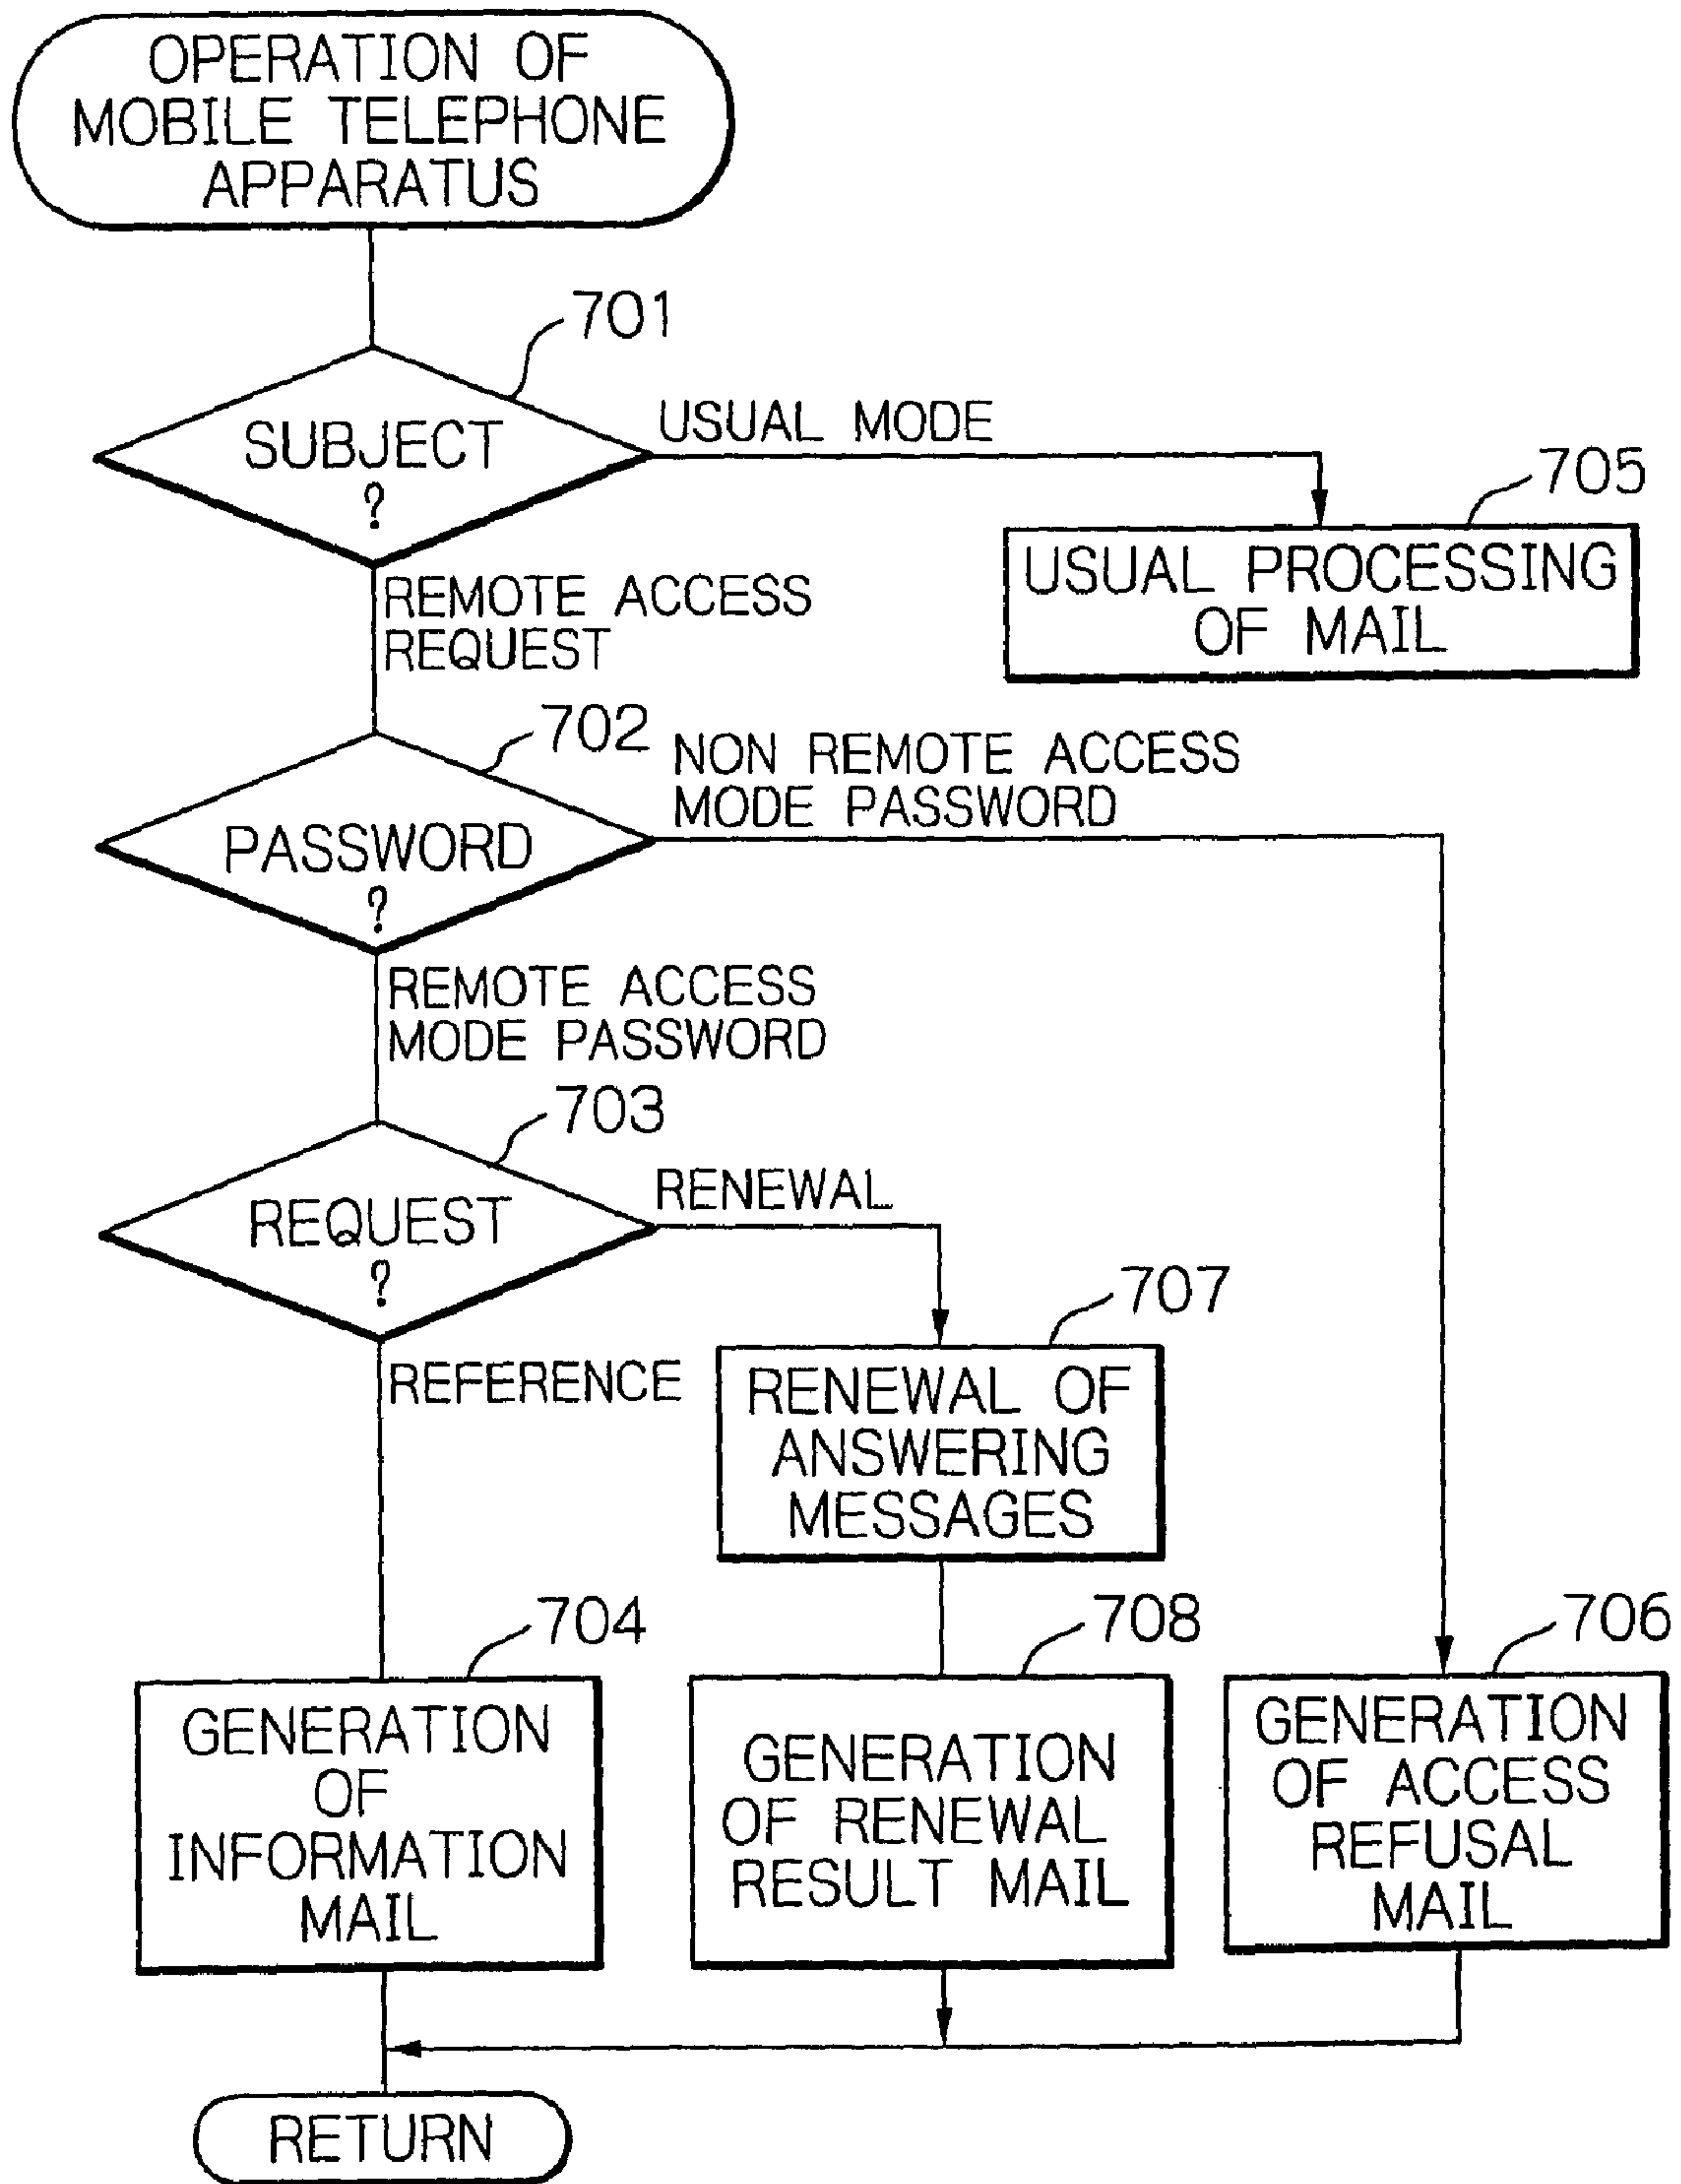 OPERATION OF
MOBILE TELEPHONE
APPARATUS
701
SUBJECT
?
USUAL MODE
705
USUAL PROCESSING
OF MAIL
REMOTE ACCESS
REQUEST
702
PASSWORD
?
NON REMOTE ACCESS
MODE PASSWORD
REMOTE ACCESS
MODE PASSWORD
703
REQUEST
?
RENEWAL
707
RENEWAL OF
ANSWERING
MESSAGES
REFERENCE
704
GENERATION
OF
INFORMATION
MAIL
708
GENERATION
OF RENEWAL
RESULT MAIL
706
GENERATION
OF ACCESS
REFUSAL
MAIL
RETURN